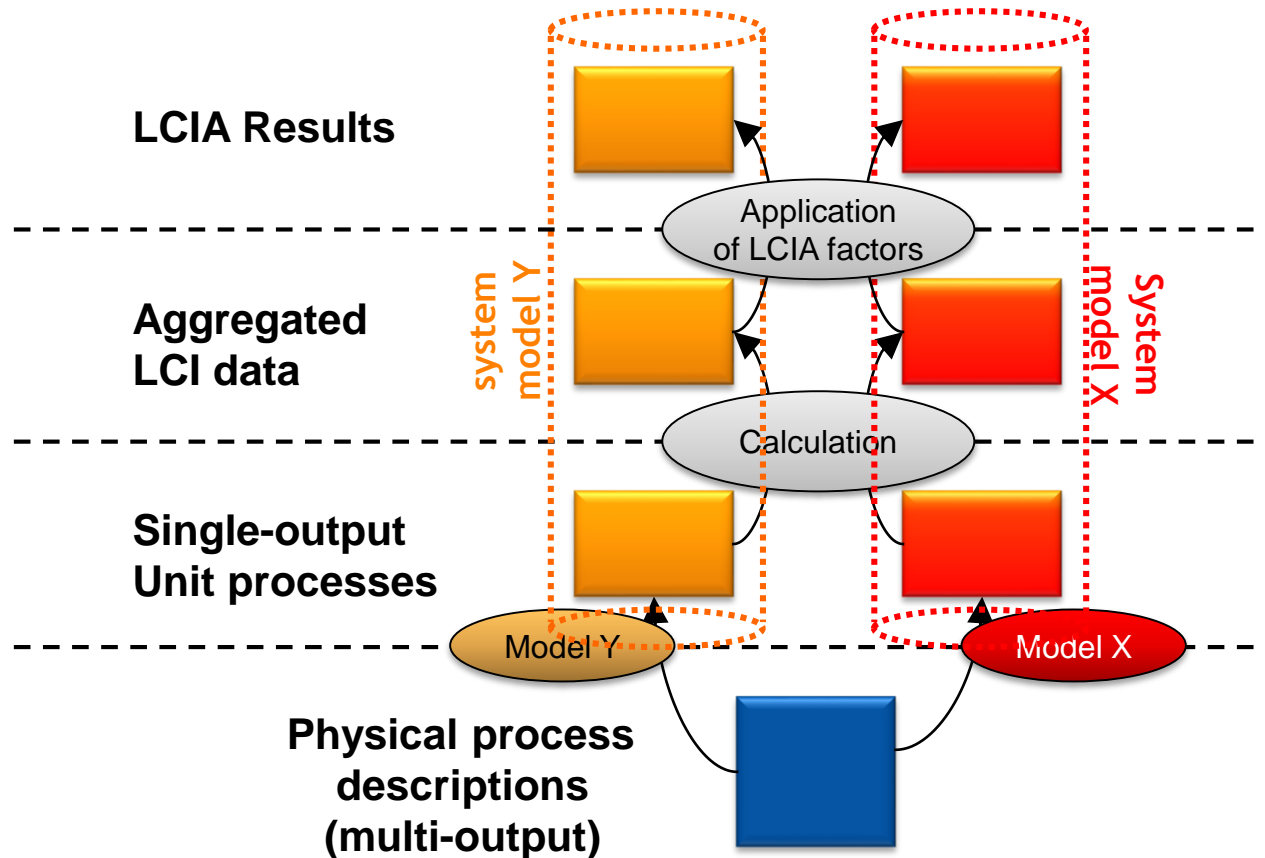 LCIA Results
Application
of LCIA factors
system
model Y
System
model X
Aggregated
LCI data
Calculation
Single-output
Unit processes
Model Y
Model X
Physical process
descriptions
(multi-output)